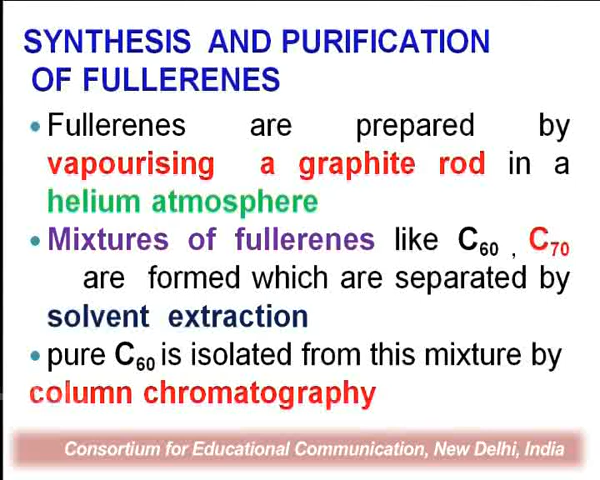 SYNTHESIS AND PURIFICATION
OF FULLERENES
• Fullerenes are prepared by
vapourising a graphite rod in a
helium atmosphere
• Mixtures of fullerenes like C₆₀ , C₇₀
are formed which are separated by
solvent extraction
• pure C₆₀ is isolated from this mixture by
column chromatography
Consortium for Educational Communication, New Delhi, India